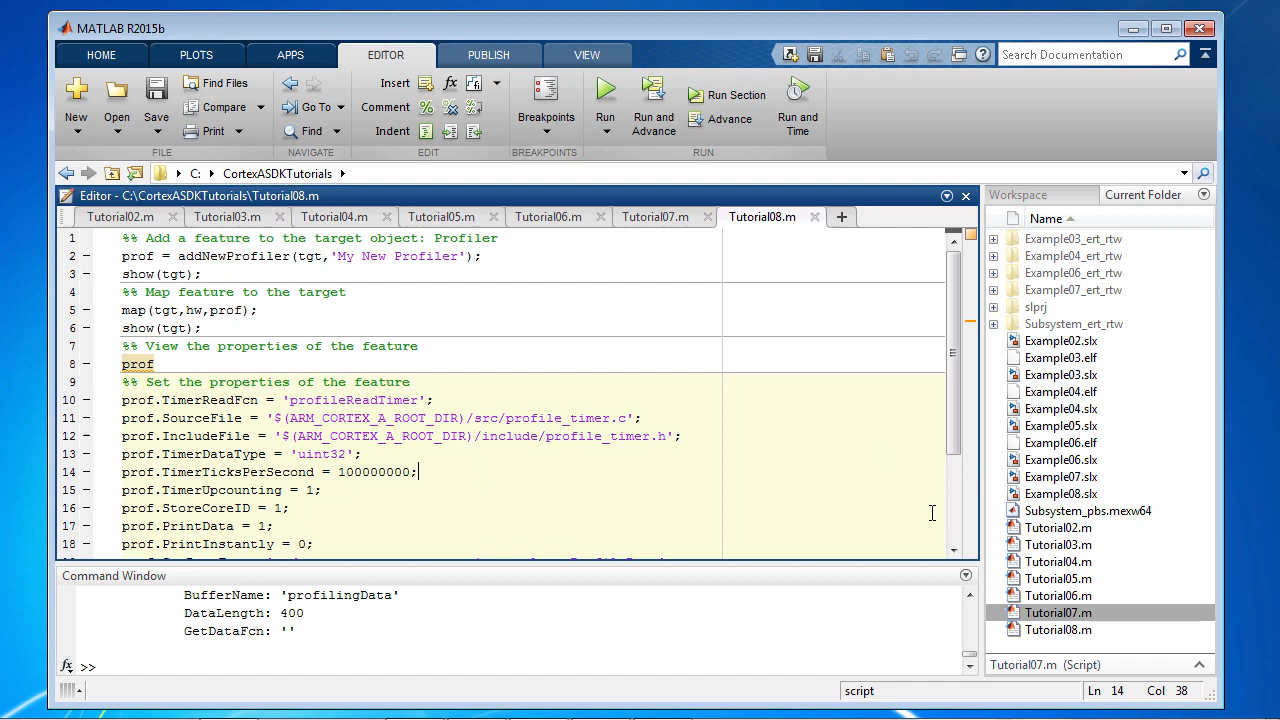 MATLAB R2015b
HOME PLOTS APPS EDITOR PUBLISH VIEW Search Documentation
New Open Save Find Files Compare Print
Insert fx Comment % Indent
Go To Find
Breakpoints Run Run and Advance Run Section Advance Run and Time
FILE NAVIGATE EDIT BREAKPOINTS RUN
C: CortexASDKTutorials
Editor - C:\CortexASDKTutorials\Tutorial08.m
Tutorial02.m Tutorial03.m Tutorial04.m Tutorial05.m Tutorial06.m Tutorial07.m Tutorial08.m
1 %% Add a feature to the target object: Profiler
2 prof = addNewProfiler(tgt,'My New Profiler');
3 show(tgt);
4 %% Map feature to the target
5 map(tgt,hw,prof);
6 show(tgt);
7 %% View the properties of the feature
8 prof
9 %% Set the properties of the feature
10 prof.TimerReadFcn = 'profileReadTimer';
11 prof.SourceFile = '$(ARM_CORTEX_A_ROOT_DIR)/src/profile_timer.c';
12 prof.IncludeFile = '$(ARM_CORTEX_A_ROOT_DIR)/include/profile_timer.h';
13 prof.TimerDataType = 'uint32';
14 prof.TimerTicksPerSecond = 100000000;
15 prof.TimerUpcounting = 1;
16 prof.StoreCoreID = 1;
17 prof.PrintData = 1;
18 prof.PrintInstantly = 0;
Command Window
BufferName: 'profilingData'
DataLength: 400
GetDataFcn: ''
fx >>
Workspace Current Folder
Name
Example03_ert_rtw
Example04_ert_rtw
Example06_ert_rtw
Example07_ert_rtw
slprj
Subsystem_ert_rtw
Example02.slx
Example03.elf
Example03.slx
Example04.elf
Example04.slx
Example05.slx
Example06.elf
Example06.slx
Example07.slx
Example08.slx
Subsystem_pbs.mexw64
Tutorial02.m
Tutorial03.m
Tutorial04.m
Tutorial05.m
Tutorial06.m
Tutorial07.m
Tutorial08.m
Tutorial07.m (Script)
script Ln 14 Col 38